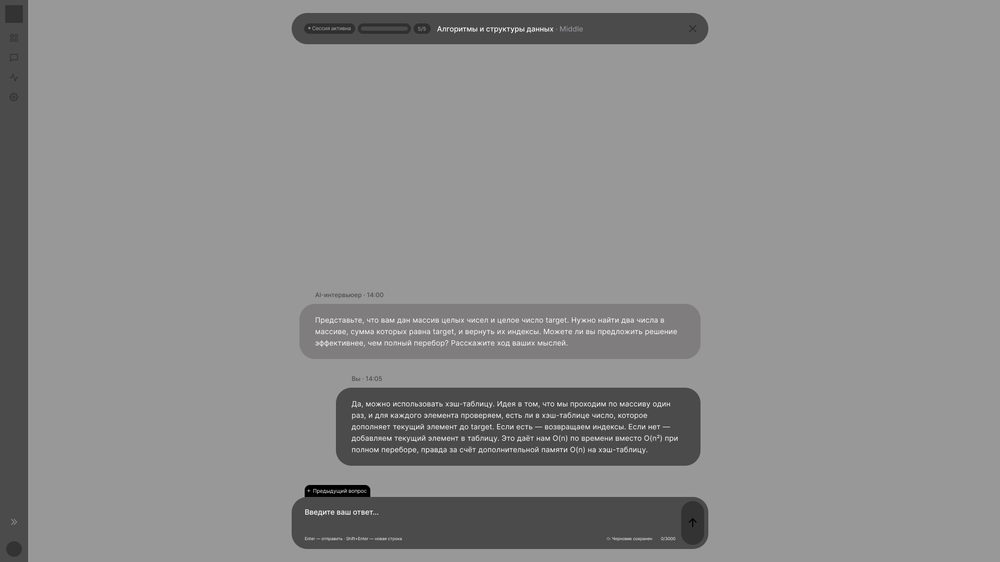 Сессия активна
5/5
Алгоритмы и структуры данных · Middle
AI-интервьюер · 14:00
Представьте, что вам дан массив целых чисел и целое число target. Нужно найти два числа в
массиве, сумма которых равна target, и вернуть их индексы. Можете ли вы предложить решение
эффективнее, чем полный перебор? Расскажите ход ваших мыслей.
Вы · 14:05
Да, можно использовать хэш-таблицу. Идея в том, что мы проходим по массиву один
раз, и для каждого элемента проверяем, есть ли в хэш-таблице число, которое
дополняет текущий элемент до target. Если есть — возвращаем индексы. Если нет —
добавляем текущий элемент в таблицу. Это даёт нам O(n) по времени вместо O(n²) при
полном переборе, правда за счёт дополнительной памяти O(n) на хэш-таблицу.
Предыдущий вопрос
Введите ваш ответ...
Enter — отправить · Shift+Enter — новая строка
Черновик сохранен
0/3000